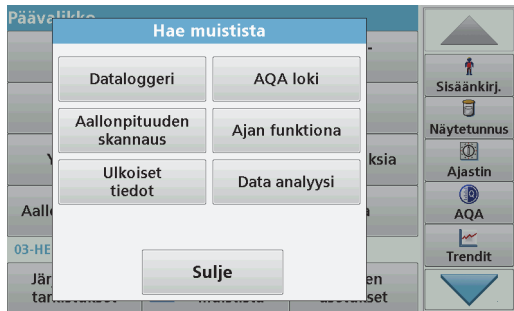 Hae muistista
Dataloggeri
AQA loki
Aallonpituuden
skannaus
Ajan funktiona
Ulkoiset
tiedot
Data analyysi
Sulje
Sisäänkirj.
Näytetunnus
Ajastin
AQA
Trendit